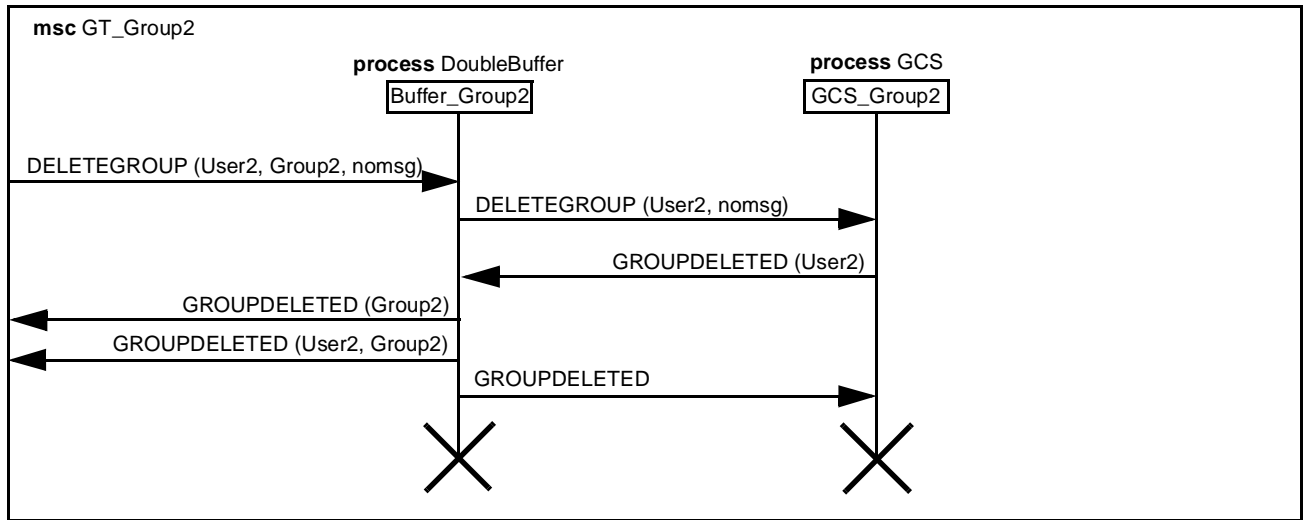 msc GT_Group2
process DoubleBuffer
process GCS
Buffer_Group2
GCS_Group2
DELETEGROUP (User2, Group2, nomsg)
DELETEGROUP (User2, nomsg)
GROUPDELETED (User2)
GROUPDELETED (Group2)
GROUPDELETED (User2, Group2)
GROUPDELETED